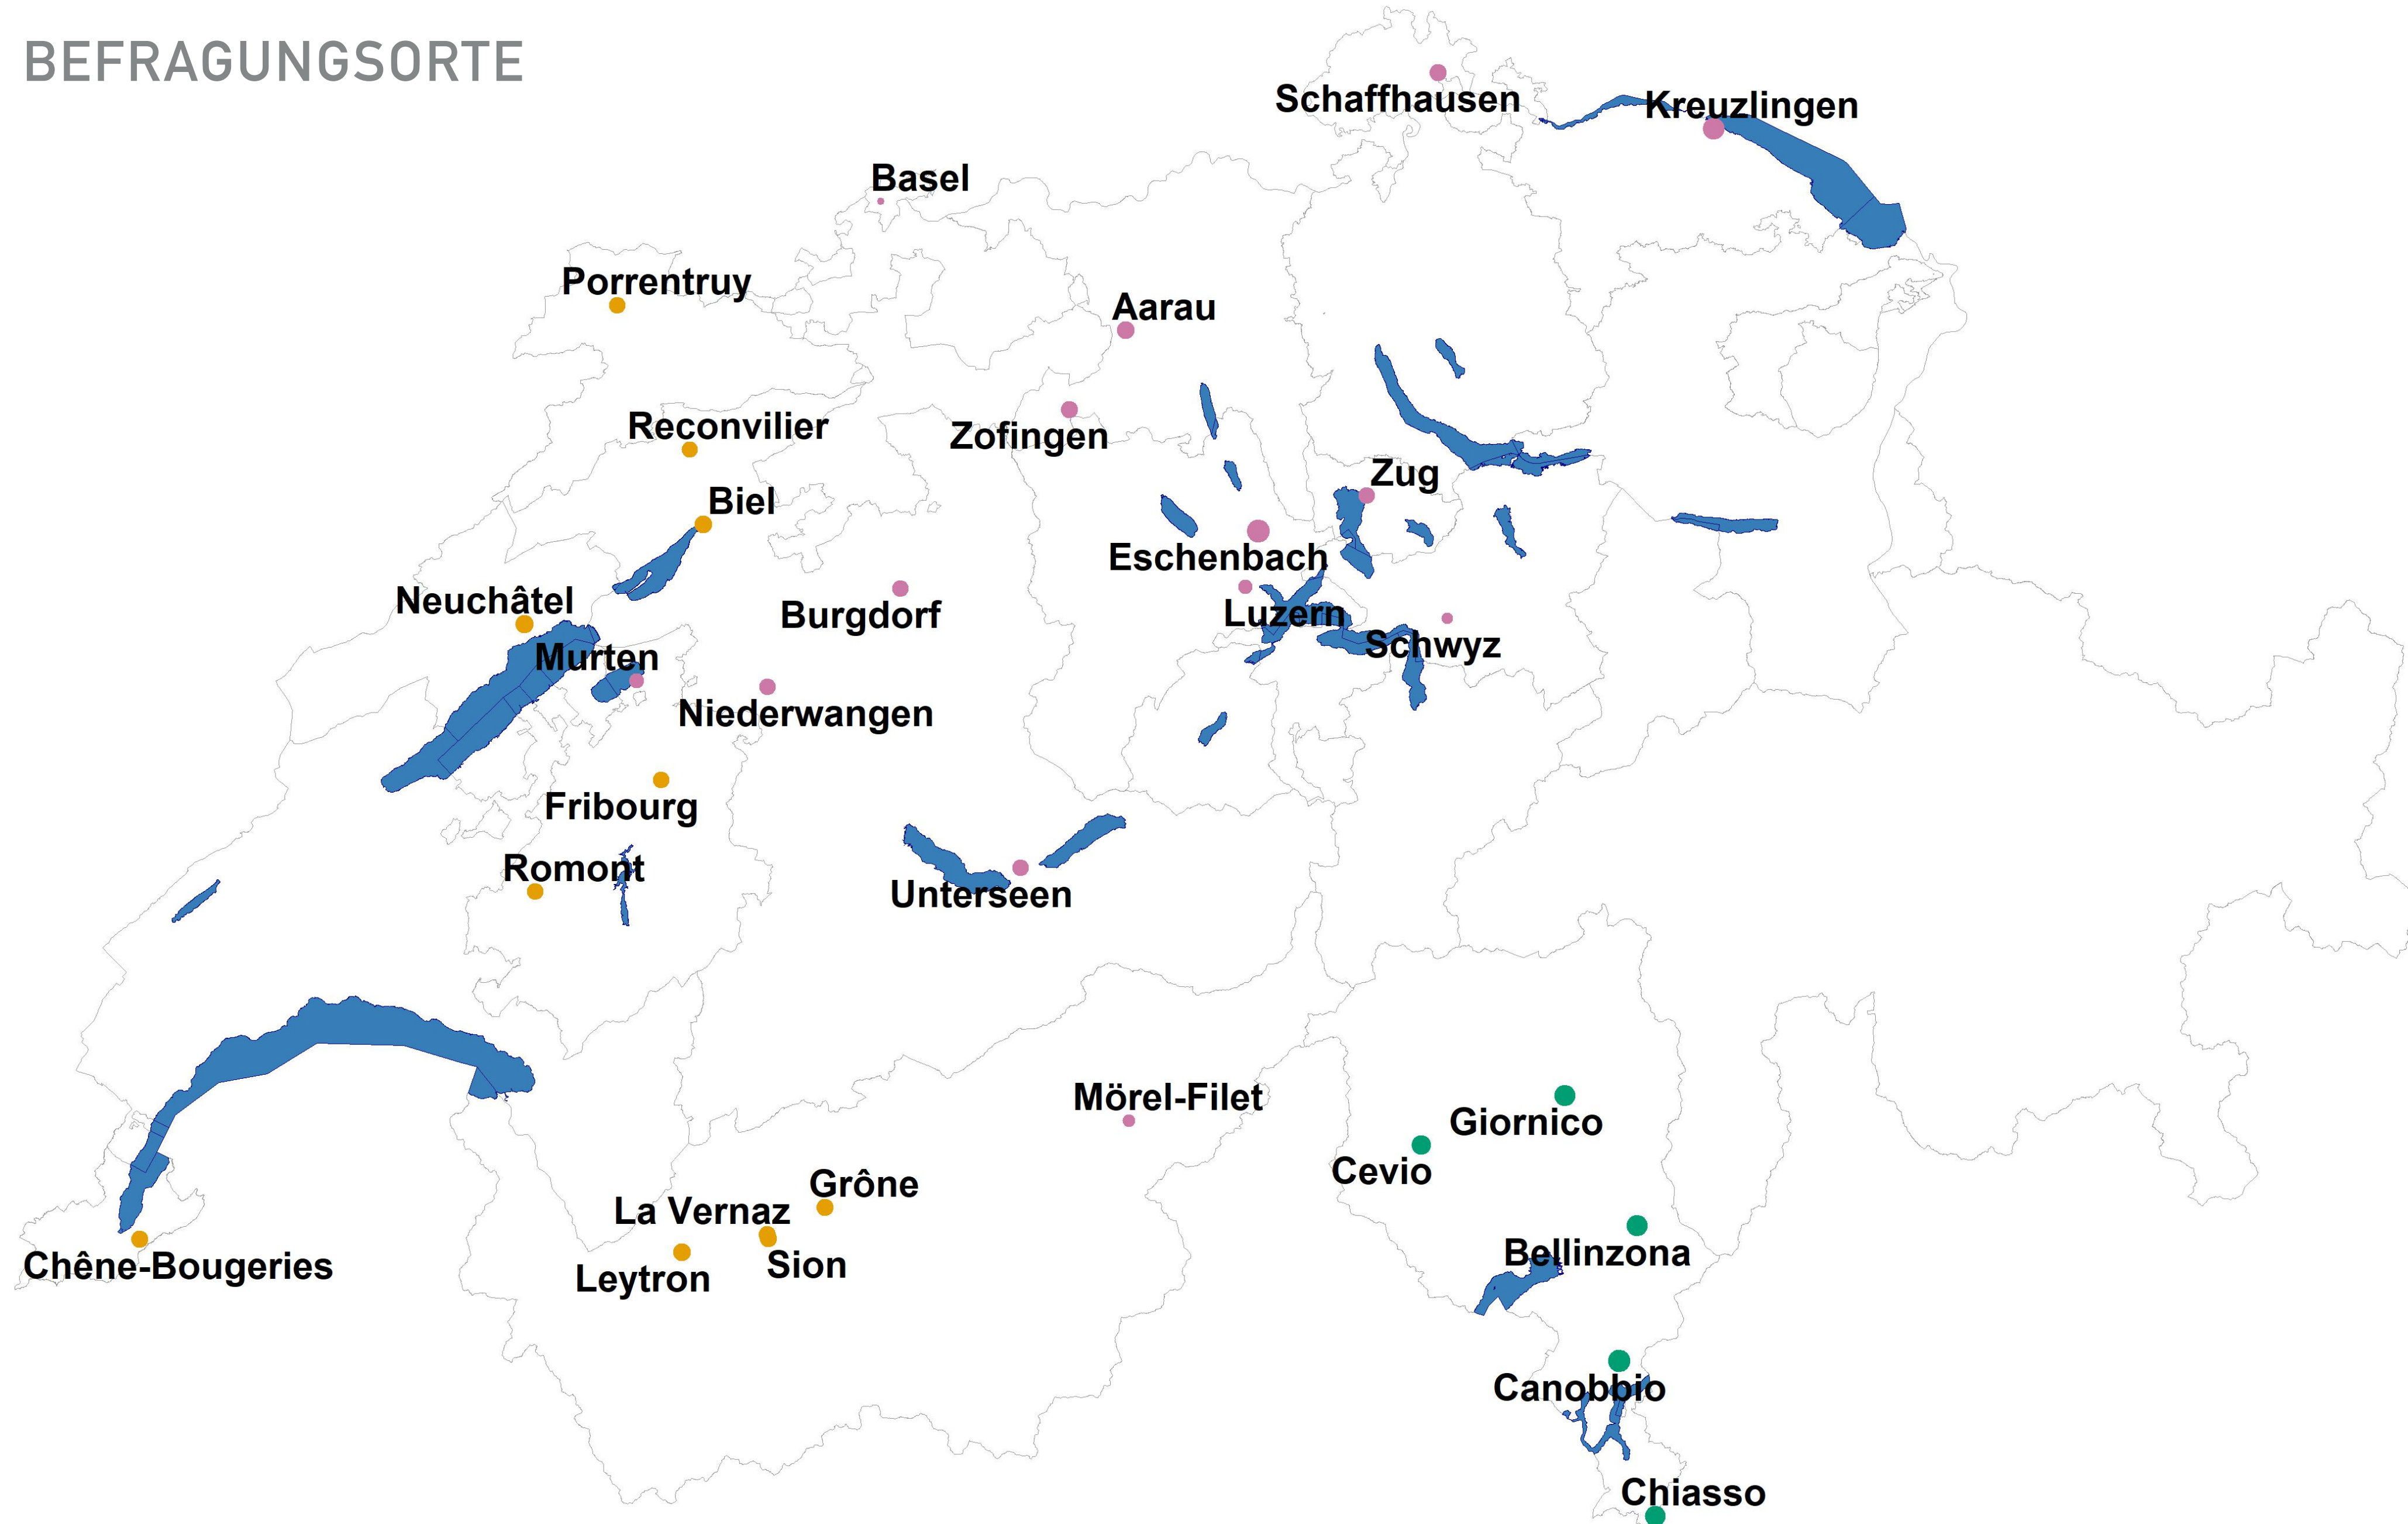 BEFRAGUNGSORTE
Schaffhausen
Kreuzlingen
Basel
Porrentruy
Aarau
Reconvilier
Zofingen
Zug
Biel
Eschenbach
Neuchâtel
Burgdorf
Luzern
Schwyz
Murten
Niederwangen
Fribourg
Romont
Unterseen
Mörel-Filet
Giornico
Cevio
Grône
La Vernaz
Bellinzona
Chêne-Bougeries
Sion
Leytron
Canobbio
Chiasso